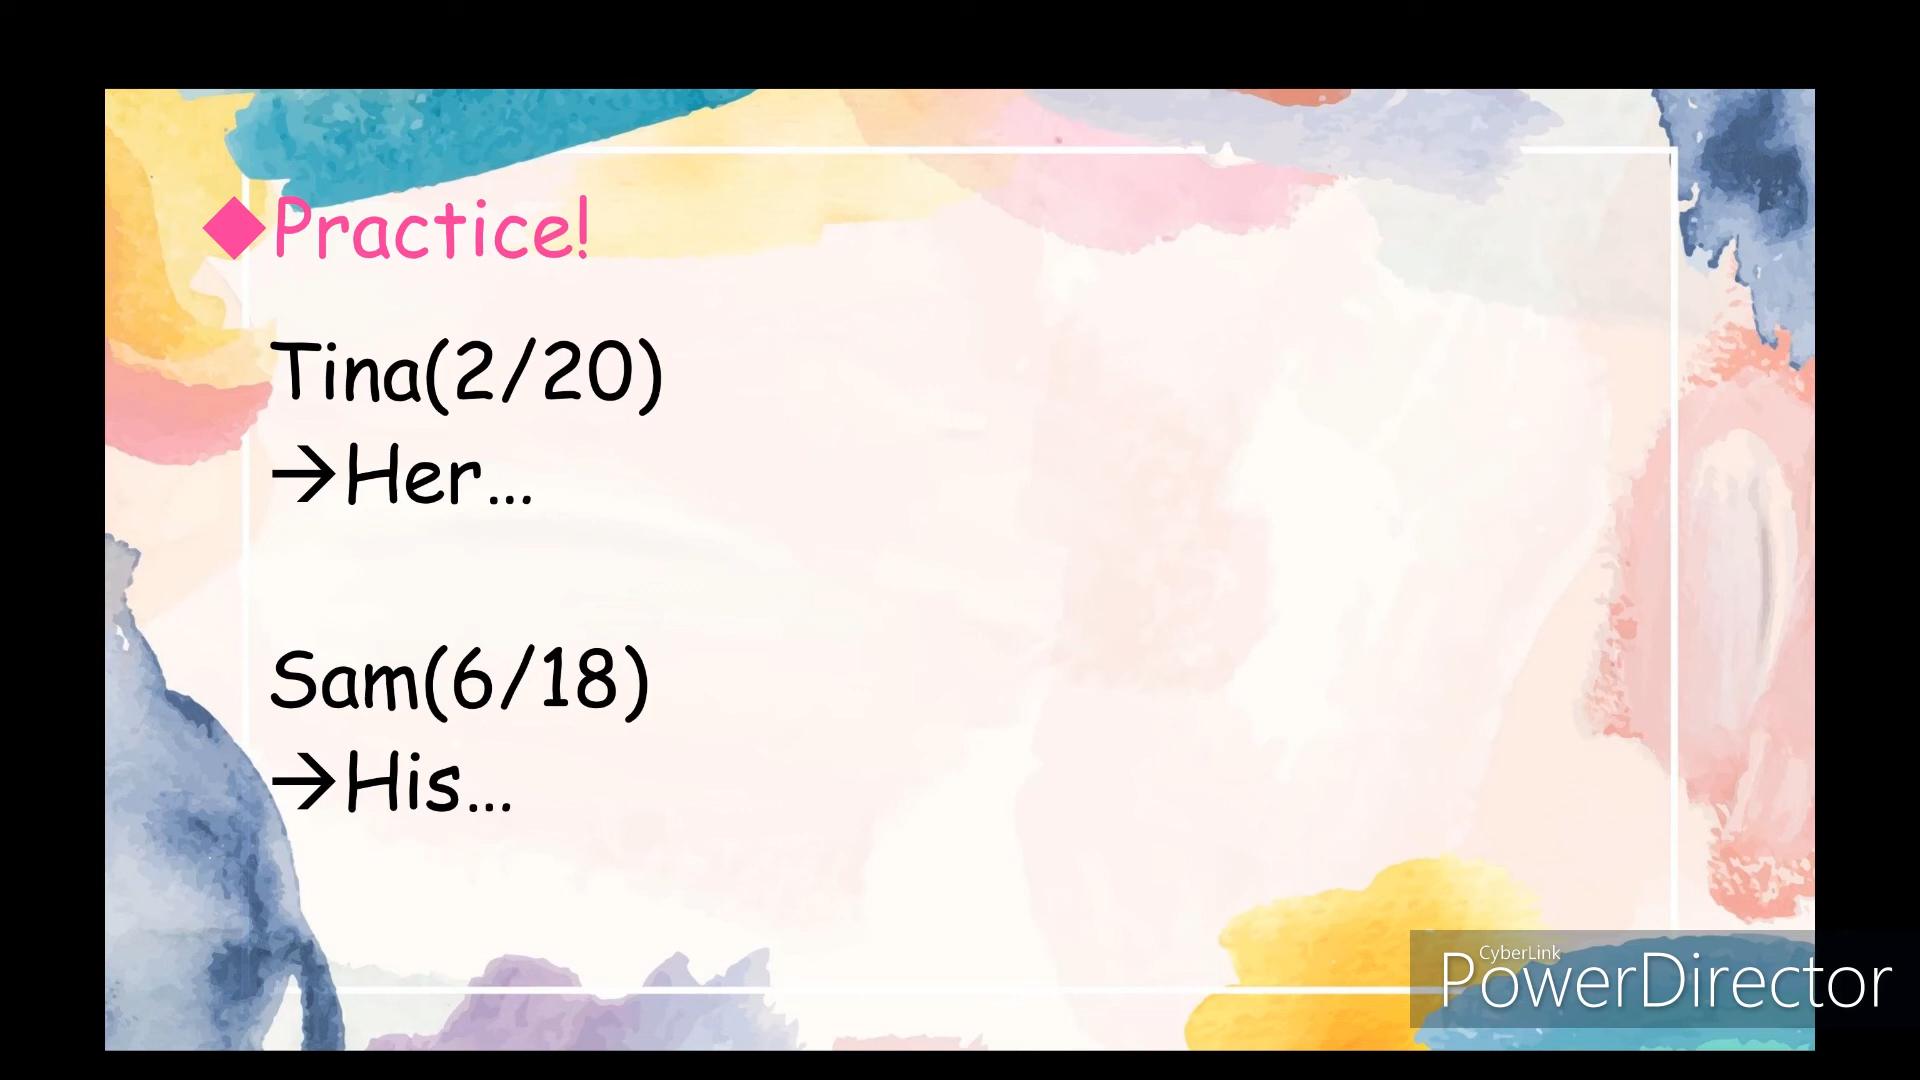 ◆Practice!
Tina(2/20)
→Her...
Sam(6/18)
→His...
CyberLink
PowerDirector